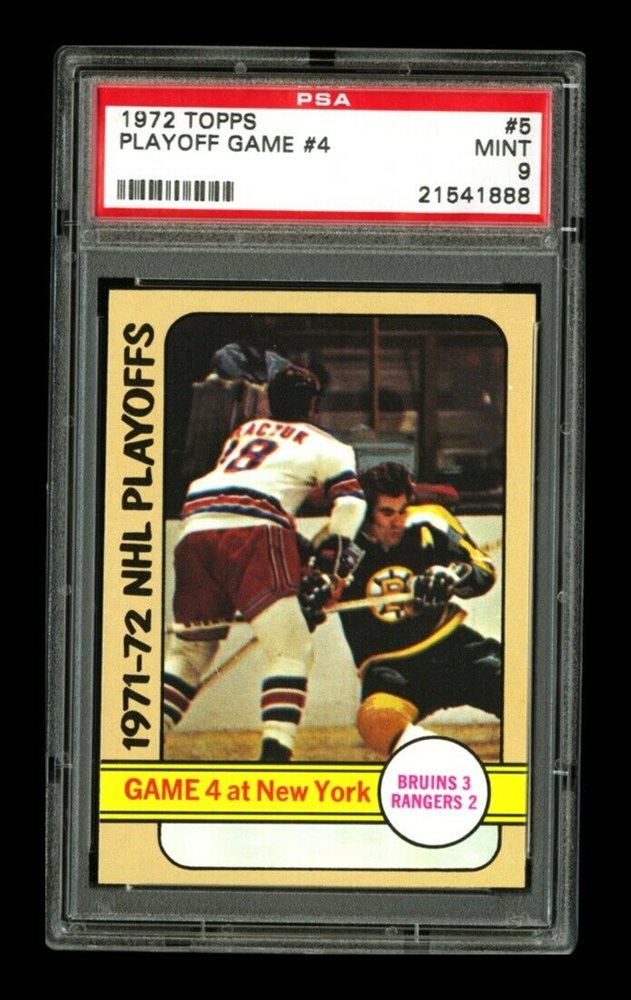 PSA
1972 TOPPS #5
PLAYOFF GAME #4 MINT
9
21541888
1971-72 NHL PLAYOFFS
18
GAME 4 at New York
BRUINS 3
RANGERS 2